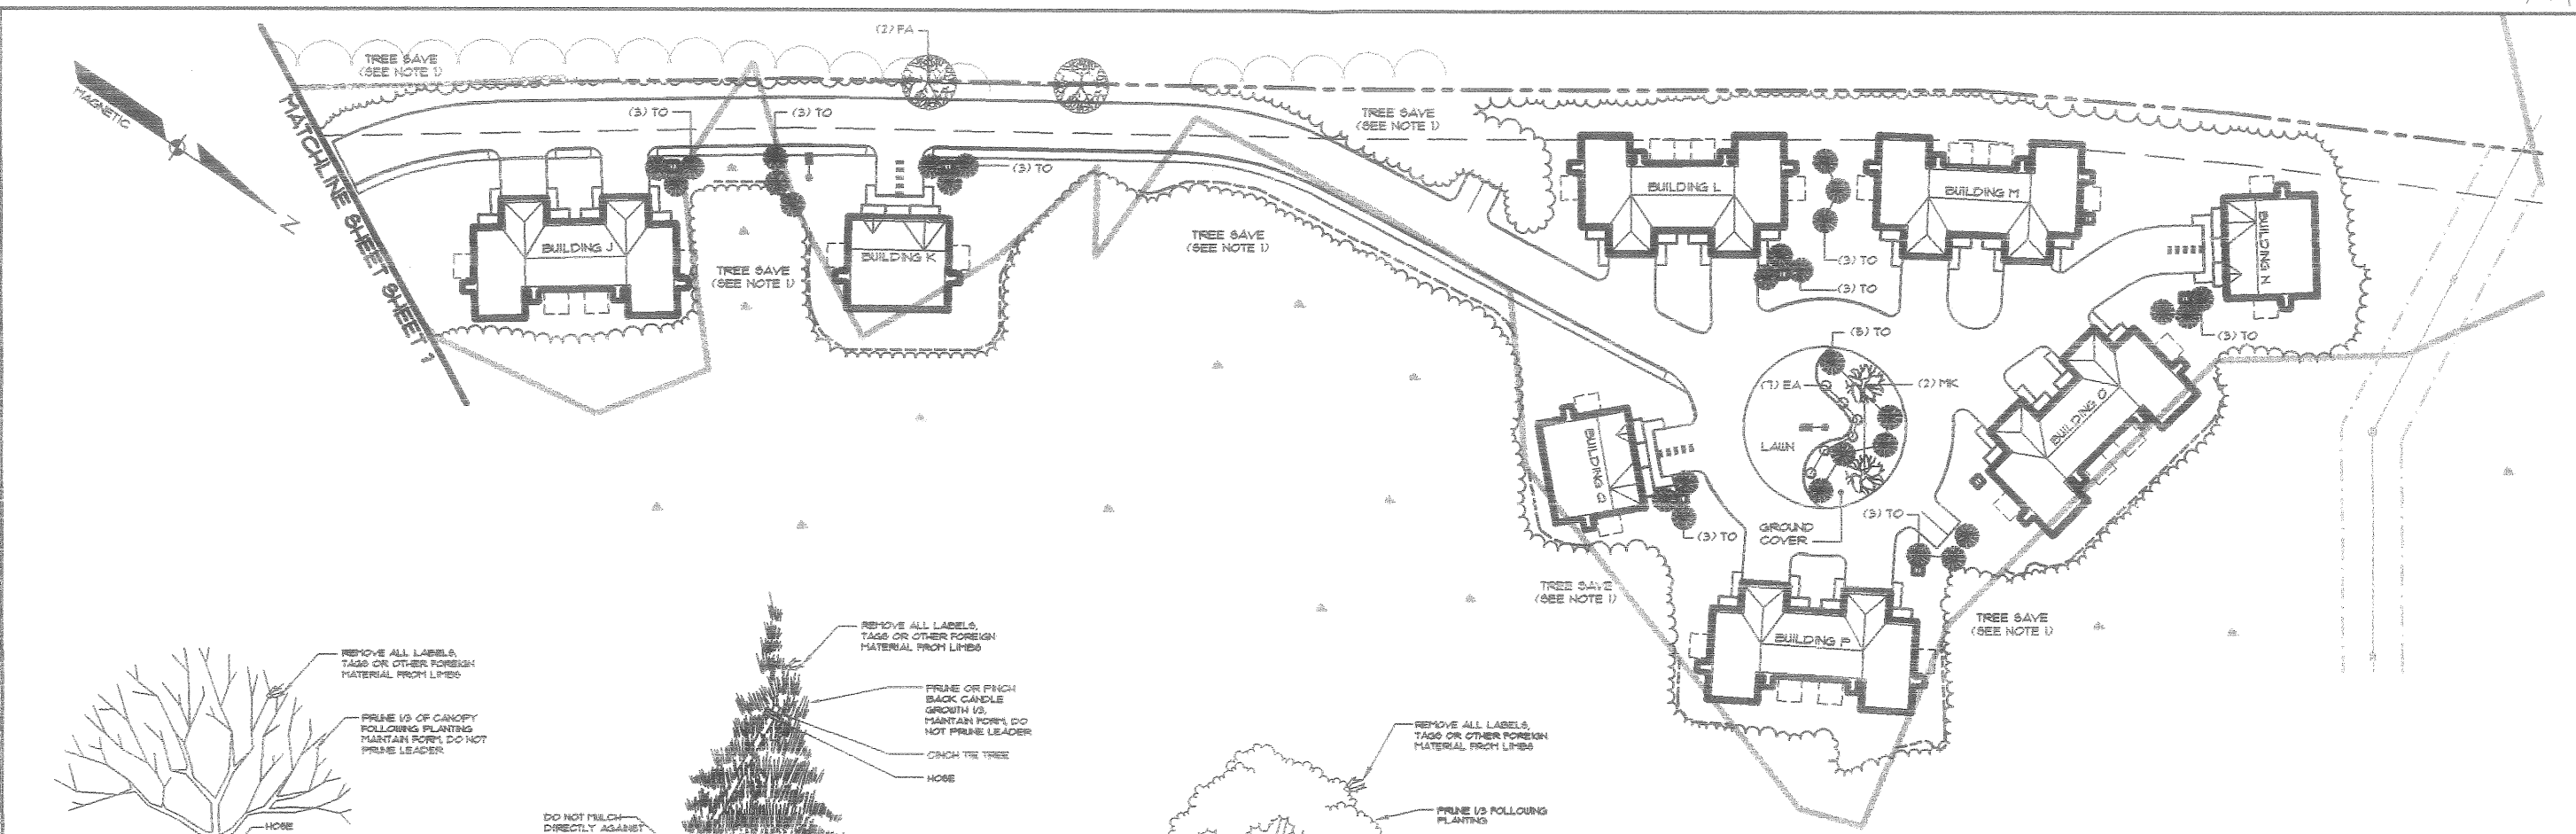 (2) FA
TREE SAVE
(SEE NOTE 1)
MAGNETIC
N
MATCHLINE SHEET SHEET 1
(3) TO
(3) TO
(3) TO
TREE SAVE
(SEE NOTE 1)
BUILDING J
TREE SAVE
(SEE NOTE 1)
BUILDING K
TREE SAVE
(SEE NOTE 1)
BUILDING L
BUILDING M
BUILDING N
(3) TO
(3) TO
(3) TO
(5) TO
(7) EA
(2) MK
LAWN
BUILDING O
BUILDING Q
(3) TO
GROUND
COVER
(3) TO
TREE SAVE
(SEE NOTE 1)
BUILDING P
TREE SAVE
(SEE NOTE 1)
REMOVE ALL LABELS,
TAGS OR OTHER FOREIGN
MATERIAL FROM LIMBS
PRUNE 1/3 OF CANOPY
FOLLOWING PLANTING
MAINTAIN FORM, DO NOT
PRUNE LEADER
HOSE
REMOVE ALL LABELS,
TAGS OR OTHER FOREIGN
MATERIAL FROM LIMBS
PRUNE OR PINCH
BACK CANDLE
GROWTH 1/3,
MAINTAIN FORM, DO
NOT PRUNE LEADER
CINCH TIE TREE
HOSE
DO NOT MULCH
DIRECTLY AGAINST
REMOVE ALL LABELS,
TAGS OR OTHER FOREIGN
MATERIAL FROM LIMBS
PRUNE 1/3 FOLLOWING
PLANTING